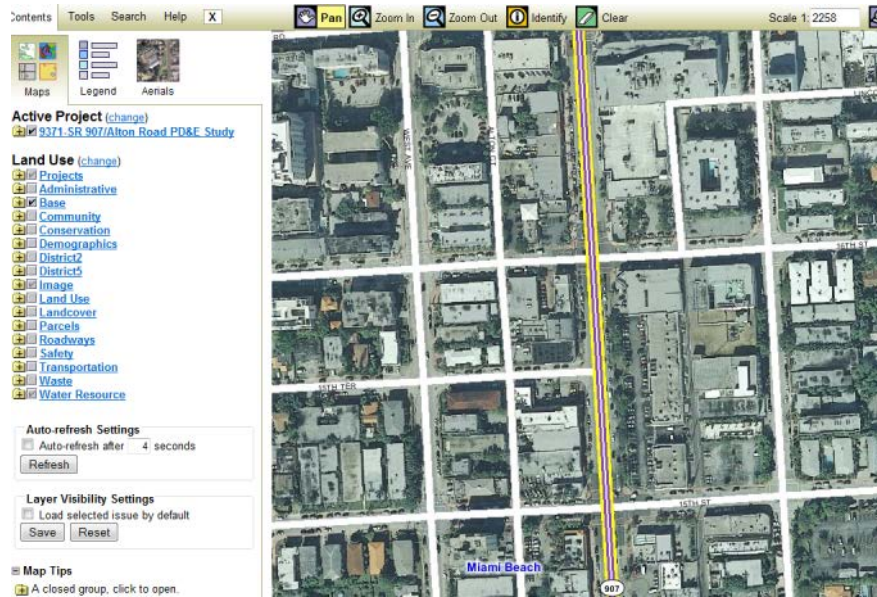 Contents Tools Search Help X
Pan Zoom In Zoom Out Identify Clear Scale 1: 2258
Maps Legend Aerials
Active Project (change)
9371-SR 907/Alton Road PD&E Study
Land Use (change)
Projects
Administrative
Base
Community
Conservation
Demographics
District2
District5
Image
Land Use
Landcover
Parcels
Roadways
Safety
Transportation
Waste
Water Resource
Auto-refresh Settings
Auto-refresh after 4 seconds
Refresh
Layer Visibility Settings
Load selected issue by default
Save Reset
Map Tips
A closed group, click to open.
RD
WEST AVE
ALTON CT
LINCO
16TH ST
15TH TER
15TH ST
Miami Beach
907